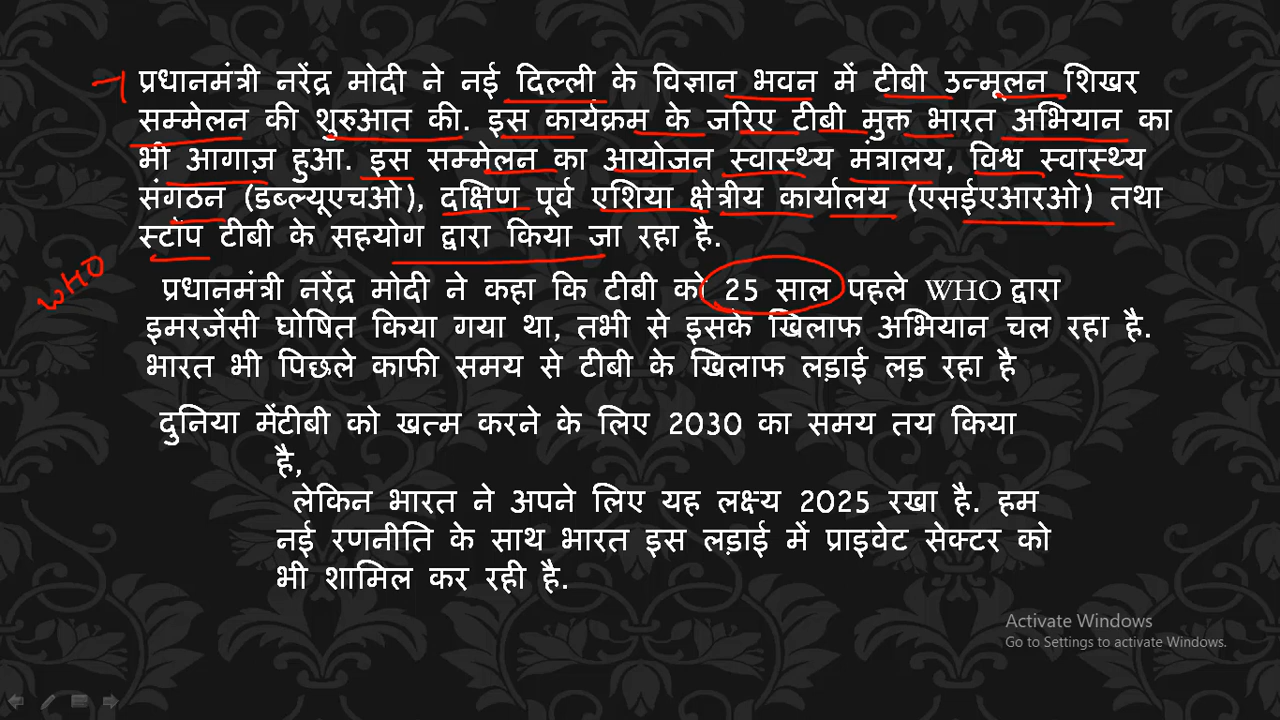 प्रधानमंत्री नरेंद्र मोदी ने नई दिल्ली के विज्ञान भवन में टीबी उन्मूलन शिखर
सम्मेलन की शुरुआत की. इस कार्यक्रम के जरिए टीबी मुक्त भारत अभियान का
भी आगाज़ हुआ. इस सम्मेलन का आयोजन स्वास्थ्य मंत्रालय, विश्व स्वास्थ्य
संगठन (डब्ल्यूएचओ), दक्षिण पूर्व एशिया क्षेत्रीय कार्यालय (एसईएआरओ) तथा
स्टॉप टीबी के सहयोग द्वारा किया जा रहा है.
WHO
प्रधानमंत्री नरेंद्र मोदी ने कहा कि टीबी को 25 साल पहले WHO द्वारा
इमरजेंसी घोषित किया गया था, तभी से इसके खिलाफ अभियान चल रहा है.
भारत भी पिछले काफी समय से टीबी के खिलाफ लड़ाई लड़ रहा है
दुनिया मेंटीबी को खत्म करने के लिए 2030 का समय तय किया
है,
लेकिन भारत ने अपने लिए यह लक्ष्य 2025 रखा है. हम
नई रणनीति के साथ भारत इस लड़ाई में प्राइवेट सेक्टर को
भी शामिल कर रही है.
Activate Windows
Go to Settings to activate Windows.